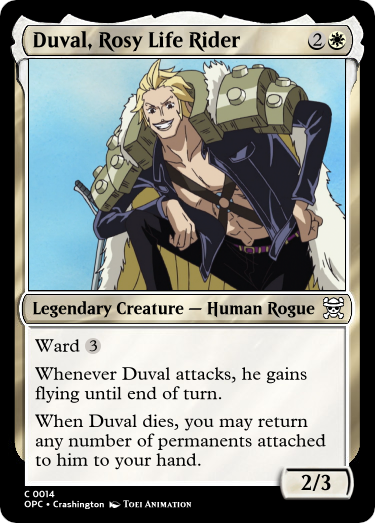 Duval, Rosy Life Rider 2
Legendary Creature — Human Rogue
Ward 3
Whenever Duval attacks, he gains
flying until end of turn.
When Duval dies, you may return
any number of permanents attached
to him to your hand.
2/3
C 0014
OPC • Crashington TOEI ANIMATION